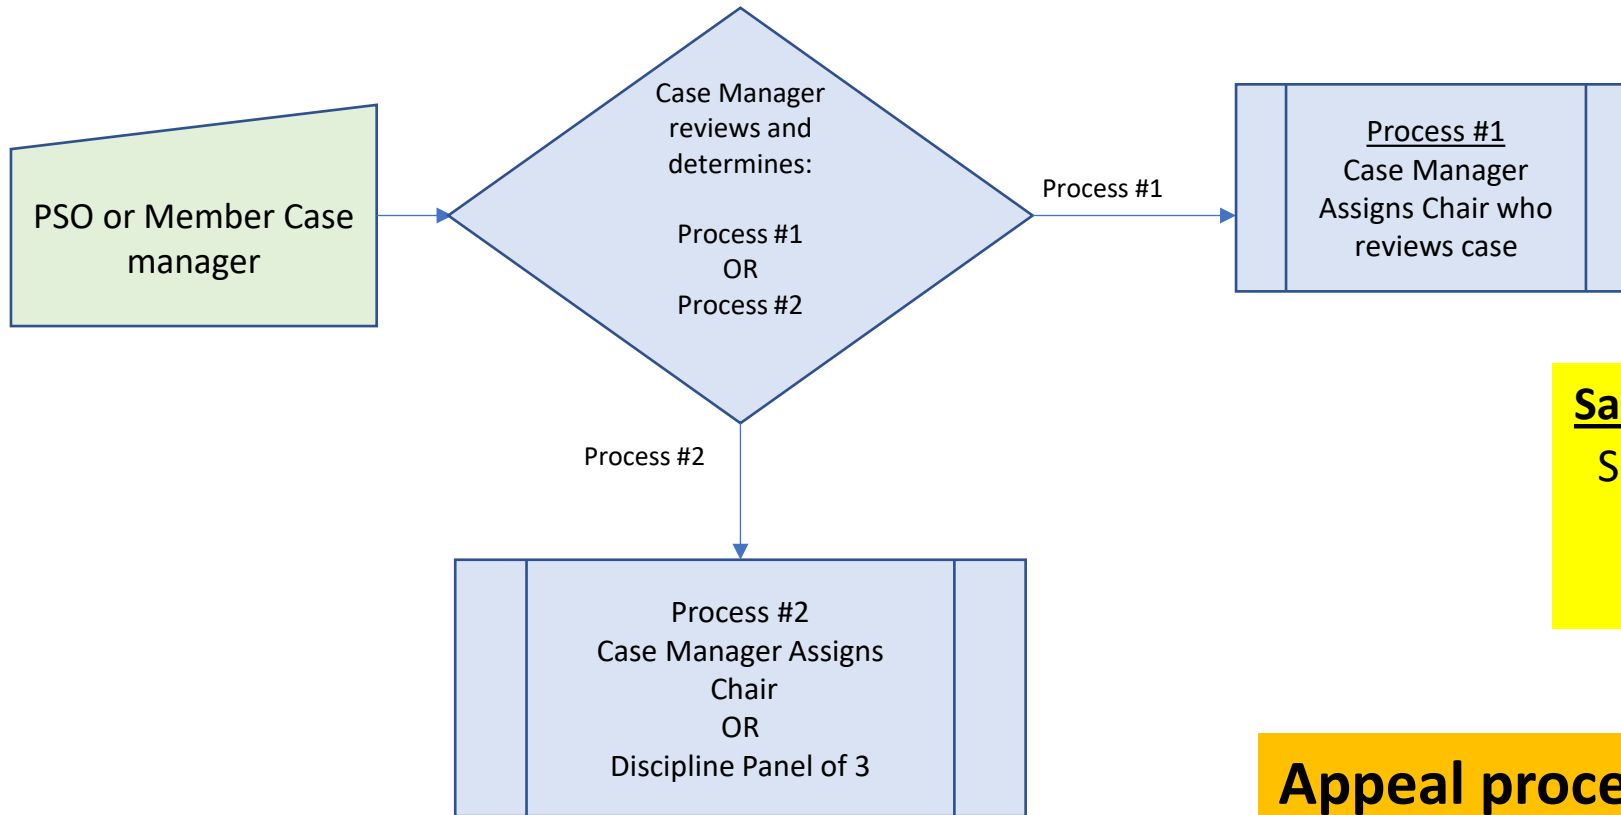 PSO or Member Case
manager
Case Manager
reviews and
determines:
Process #1
OR
Process #2
Process #1
Process #1
Case Manager
Assigns Chair who
reviews case
Process #2
Process #2
Case Manager Assigns
Chair
OR
Discipline Panel of 3
Appeal